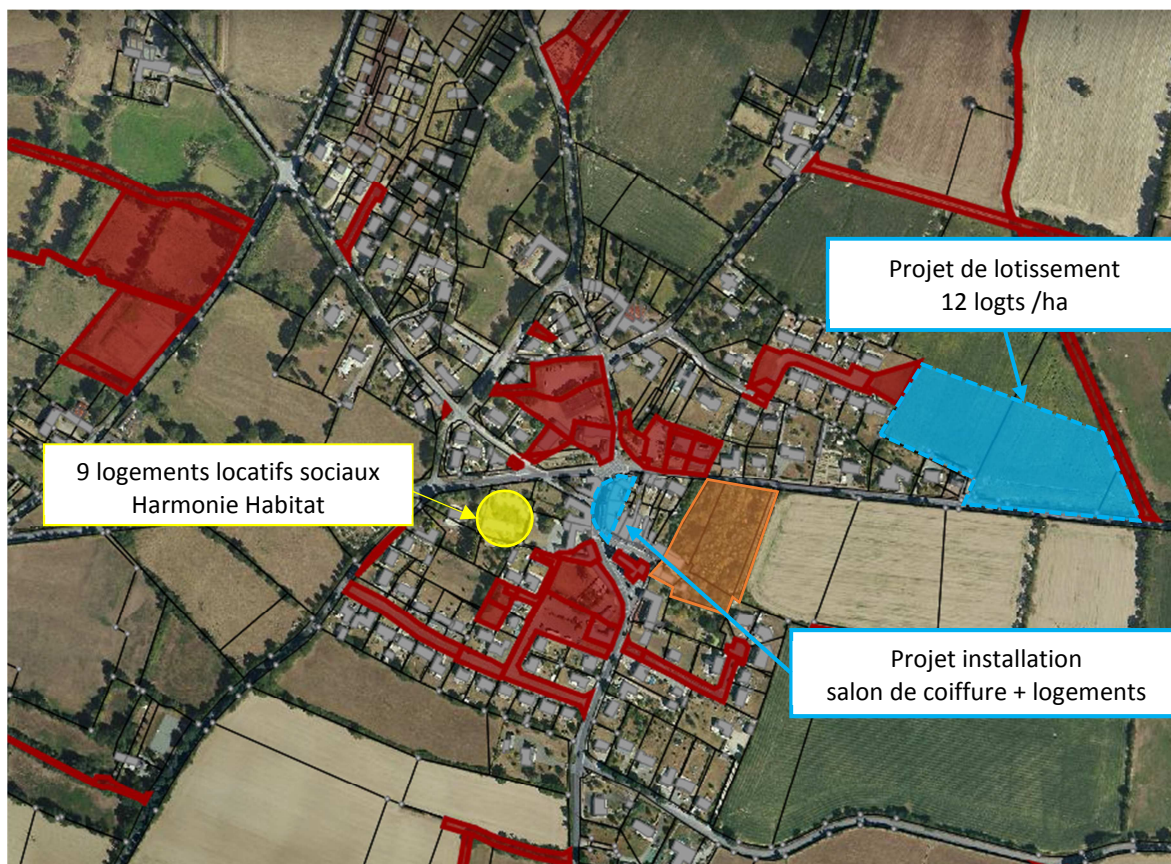 Projet de lotissement
12 logts /ha
9 logements locatifs sociaux
Harmonie Habitat
Projet installation
salon de coiffure + logements